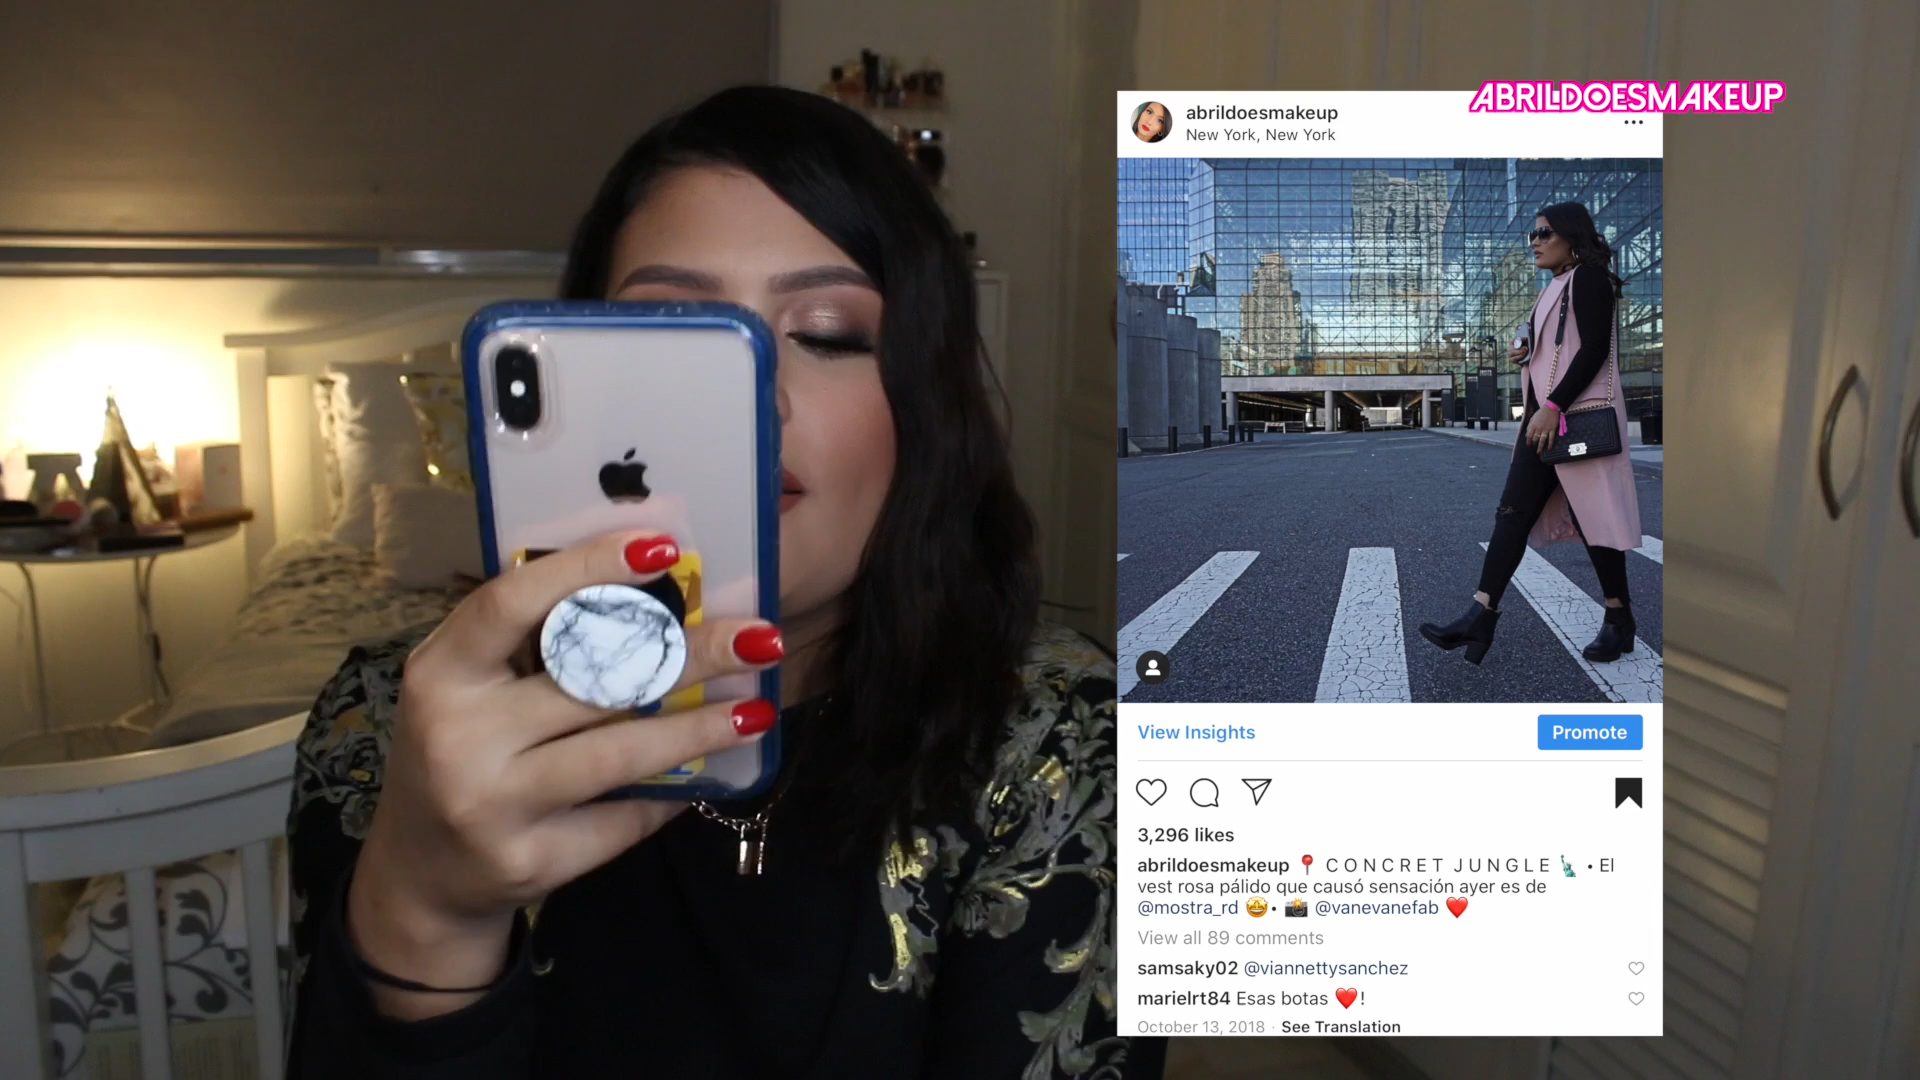 ABRILDOESMAKEUP
abrildoesmakeup
New York, New York
View Insights
Promote
3,296 likes
abrildoesmakeup 📍 C O N C R E T J U N G L E 🗽 • El
vest rosa pálido que causó sensación ayer es de
@mostra_rd 🤩• 📸 @vanevanefab ❤️
View all 89 comments
samsaky02 @viannettysanchez
marielrt84 Esas botas ❤️!
October 13, 2018 · See Translation